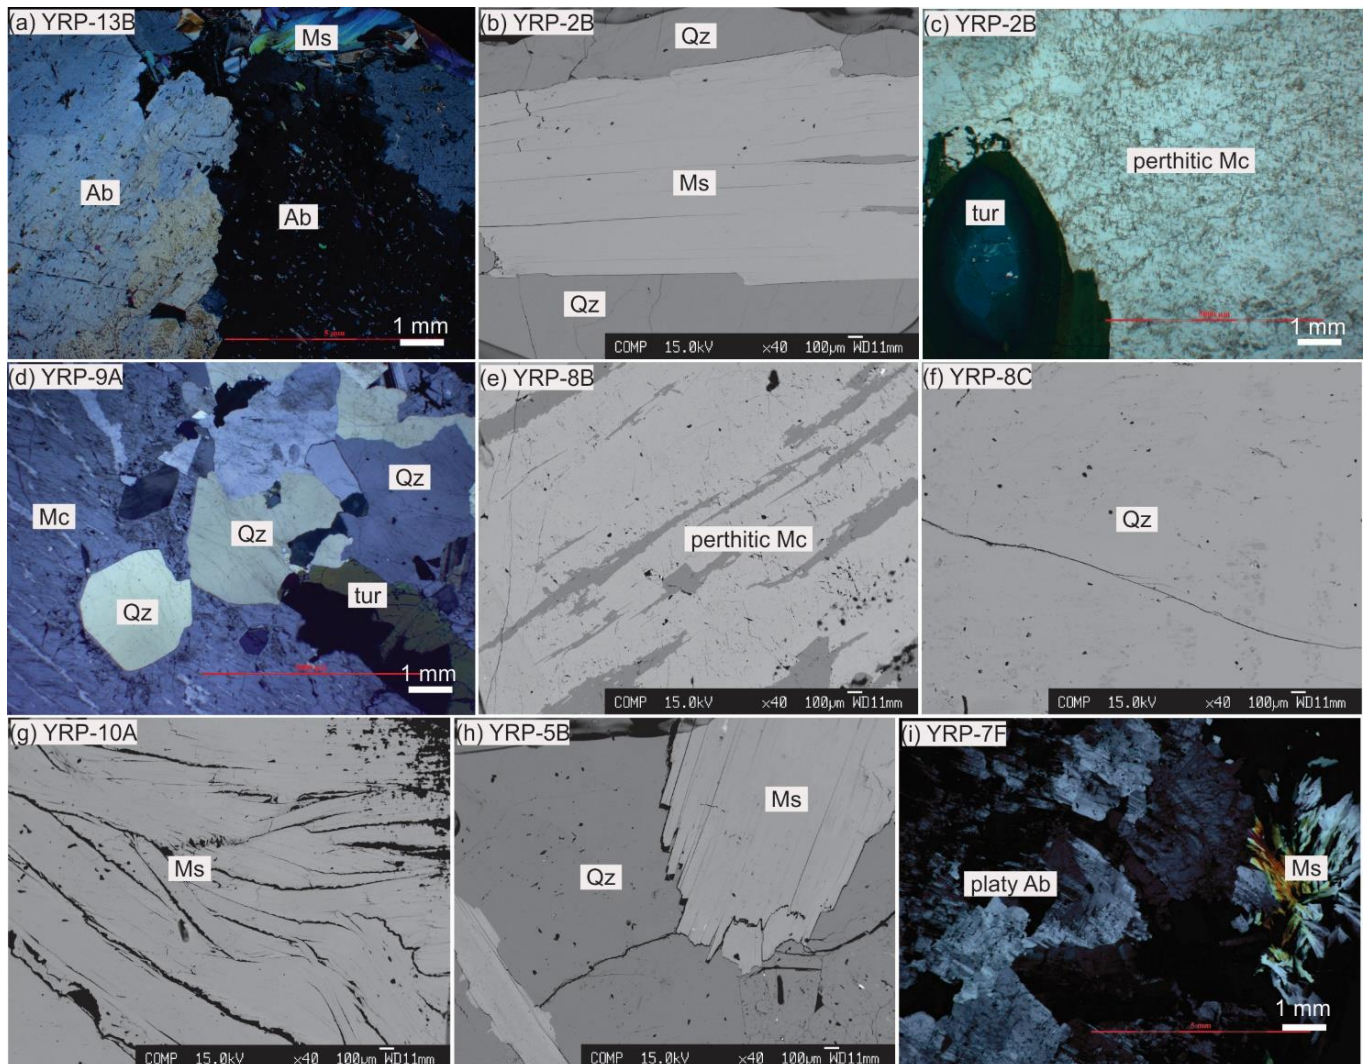 (a) YRP-13B
Ms
Ab
Ab
1 mm
(b) YRP-2B
Qz
Ms
Qz
COMP 15.0kV ×40 100μm WD11mm
(c) YRP-2B
perthitic Mc
tur
1 mm
(d) YRP-9A
Qz
Mc
Qz
Qz
tur
1 mm
(e) YRP-8B
perthitic Mc
COMP 15.0kV ×40 100μm WD11mm
(f) YRP-8C
Qz
COMP 15.0kV ×40 100μm WD11mm
(g) YRP-10A
Ms
COMP 15.0kV ×40 100μm WD11mm
(h) YRP-5B
Ms
Qz
COMP 15.0kV ×40 100μm WD11mm
(i) YRP-7F
Ms
platy Ab
1 mm
5 mm